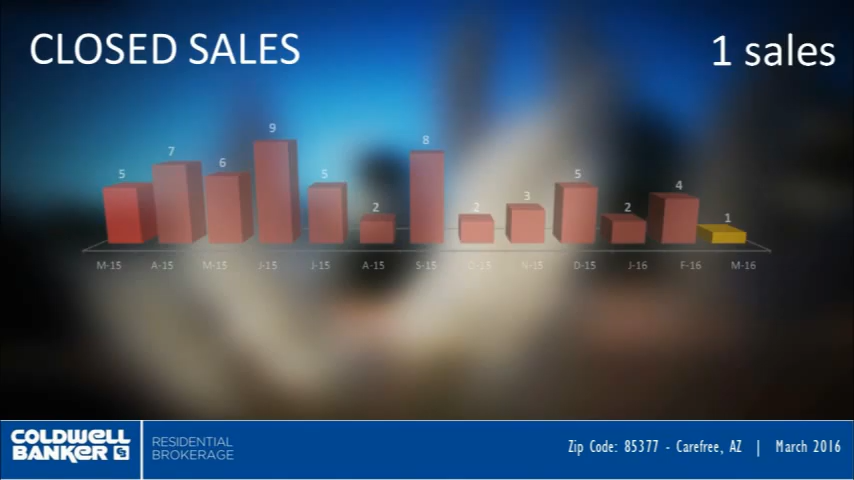 CLOSED SALES
1 sales
5 7 6 9 5 2 8 2 3 5 2 4 1
M-15 A-15 M-15 J-15 J-15 A-15 S-15 O-15 N-15 D-15 J-16 F-16 M-16
COLDWELL BANKER CB
RESIDENTIAL
BROKERAGE
Zip Code: 85377 - Carefree, AZ | March 2016